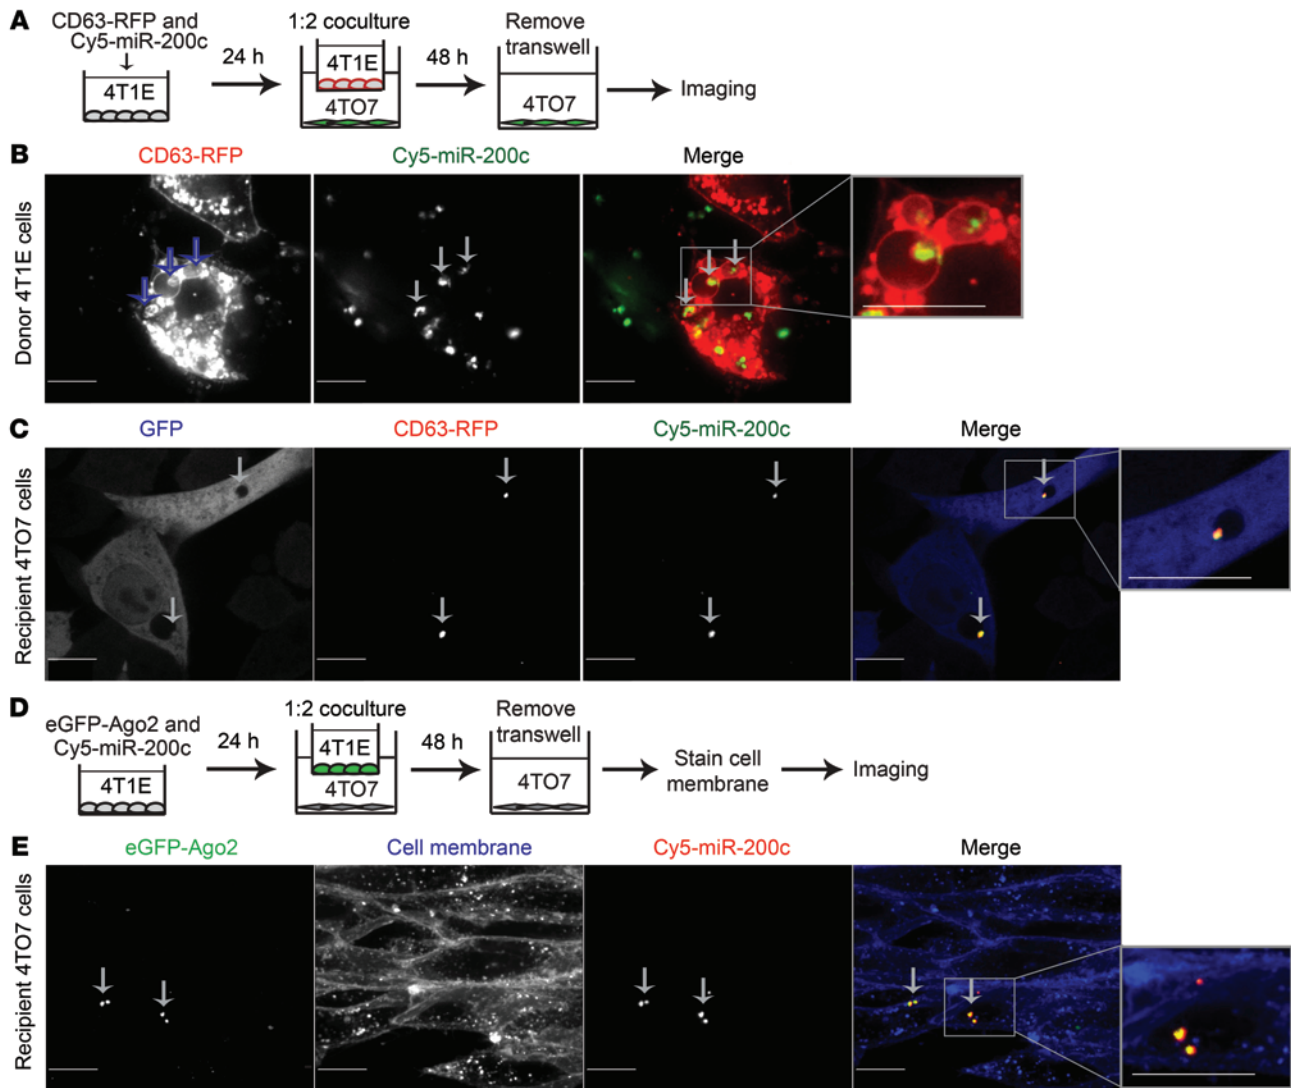 A
CD63-RFP and
Cy5-miR-200c
4T1E
24 h
1:2 coculture
4T1E
4TO7
48 h
Remove
transwell
4TO7
Imaging
B
CD63-RFP
Cy5-miR-200c
Merge
Donor 4T1E cells
C
GFP
CD63-RFP
Cy5-miR-200c
Merge
Recipient 4TO7 cells
D
eGFP-Ago2 and
Cy5-miR-200c
4T1E
24 h
1:2 coculture
4T1E
4TO7
48 h
Remove
transwell
4TO7
Stain cell
membrane
Imaging
E
eGFP-Ago2
Cell membrane
Cy5-miR-200c
Merge
Recipient 4TO7 cells